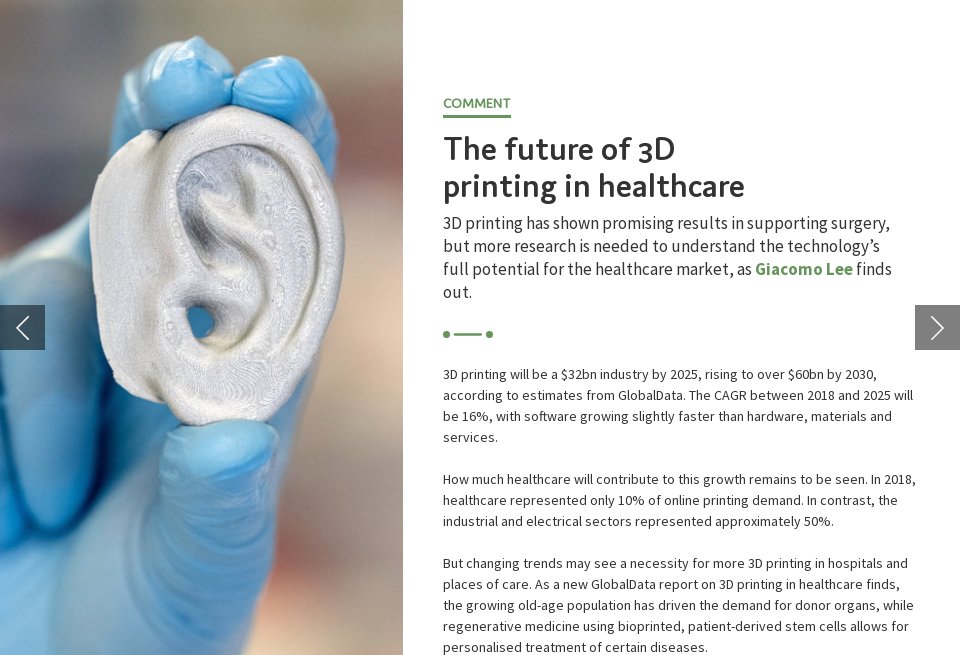 COMMENT
The future of 3D
printing in healthcare
3D printing has shown promising results in supporting surgery,
but more research is needed to understand the technology’s
full potential for the healthcare market, as Giacomo Lee finds
out.
3D printing will be a $32bn industry by 2025, rising to over $60bn by 2030,
according to estimates from GlobalData. The CAGR between 2018 and 2025 will
be 16%, with software growing slightly faster than hardware, materials and
services.
How much healthcare will contribute to this growth remains to be seen. In 2018,
healthcare represented only 10% of online printing demand. In contrast, the
industrial and electrical sectors represented approximately 50%.
But changing trends may see a necessity for more 3D printing in hospitals and
places of care. As a new GlobalData report on 3D printing in healthcare finds,
the growing old-age population has driven the demand for donor organs, while
regenerative medicine using bioprinted, patient-derived stem cells allows for
personalised treatment of certain diseases.